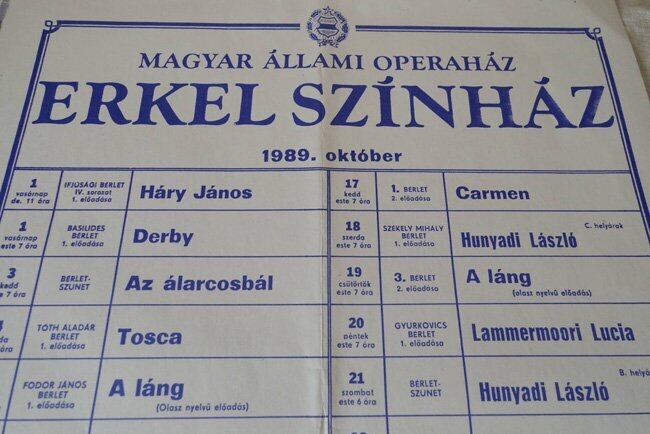 MAGYAR ÁLLAMI OPERAHÁZ
ERKEL SZÍNHÁZ
1989. október
1
vasárnap
de. 11 óra
IFJÚSÁGI BÉRLET
IV. sorozat
1. előadása
Háry János
1
vasárnap
este 7 óra
BASILIDES
BÉRLET
1. előadása
Derby
3
kedd
este 7 óra
BÉRLET-
SZÜNET
Az álarcosbál
TÓTH ALADÁR
BÉRLET
1. előadása
Tosca
FODOR JÁNOS
BÉRLET
1. előadása
A láng
(Olasz nyelvű előadás)
17
kedd
este 7 óra
1. BÉRLET
2. előadása
Carmen
18
szerda
este 7 óra
SZÉKELY MIHÁLY
BÉRLET
1. előadása
C. helyárak
Hunyadi László
19
csütörtök
este 7 óra
3. BÉRLET
2. előadása
A láng
(olasz nyelvű előadás)
20
péntek
este 7 óra
GYURKOVICS
BÉRLET
1. előadása
Lammermoori Lucia
21
szombat
este 6 óra
BÉRLET-
SZÜNET
B. helyár
Hunyadi László